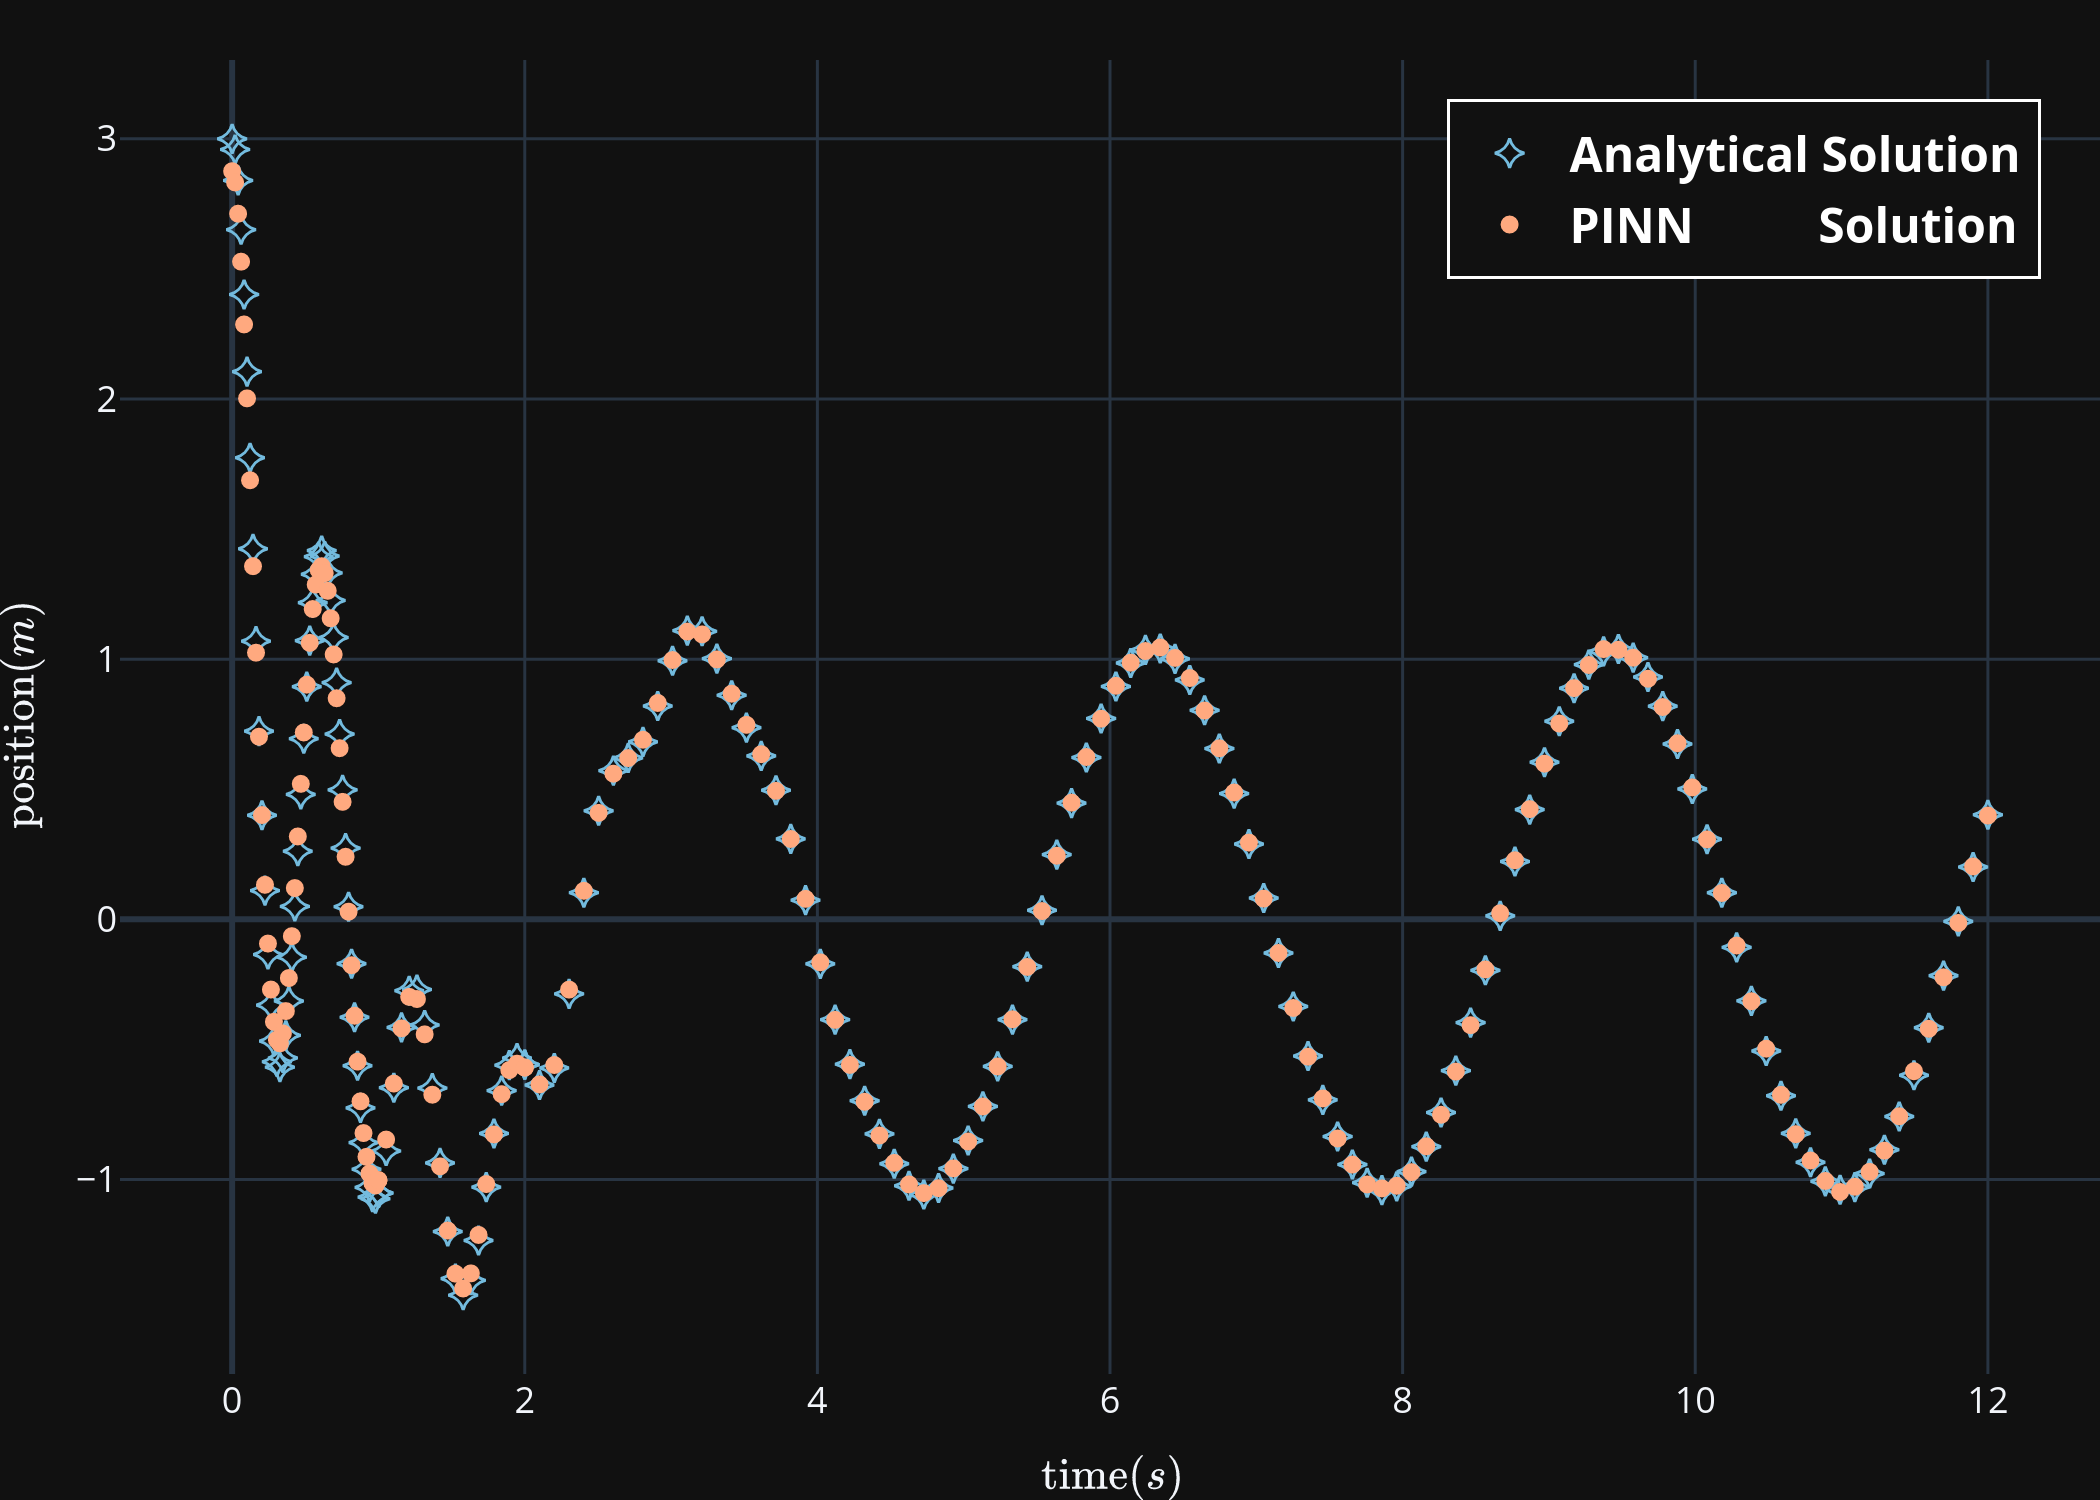 3
2
1
0
−1
0 2 4 6 8 10 12
position(m)
time(s)
Analytical Solution
PINN Solution